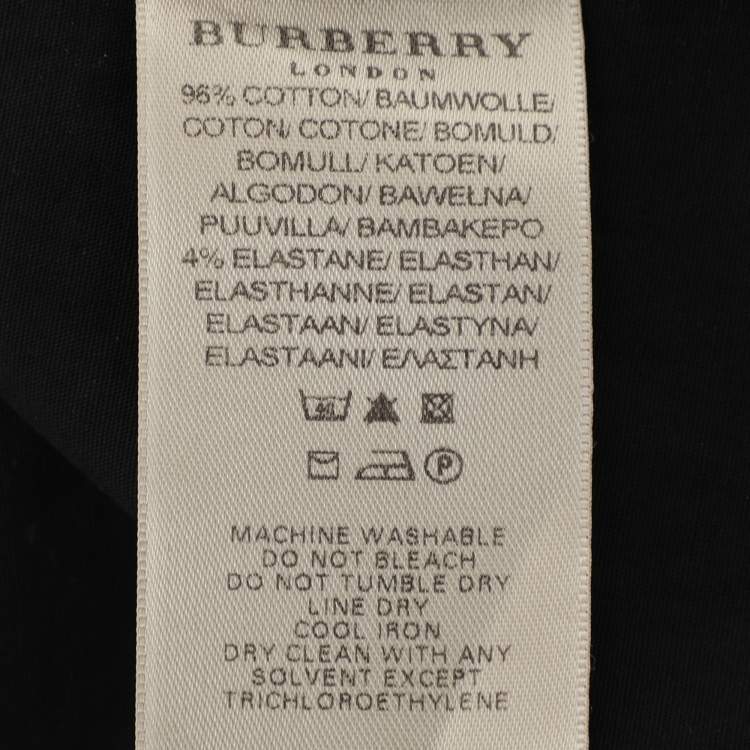 BURBERRY
LONDON
96% COTTON/ BAUMWOLLE/
COTON/ COTONE/ BOMULD/
BOMULL/ KATOEN/
ALGODON/ BAWEŁNA/
PUUVILLA/ BAMBAKEPO
4% ELASTANE/ ELASTHAN/
ELASTHANNE/ ELASTAN/
ELASTAAN/ ELASTYNA/
ELASTAANI/ ΕΛΑΣΤΑΝΗ
40
P
MACHINE WASHABLE
DO NOT BLEACH
DO NOT TUMBLE DRY
LINE DRY
COOL IRON
DRY CLEAN WITH ANY
SOLVENT EXCEPT
TRICHLOROETHYLENE